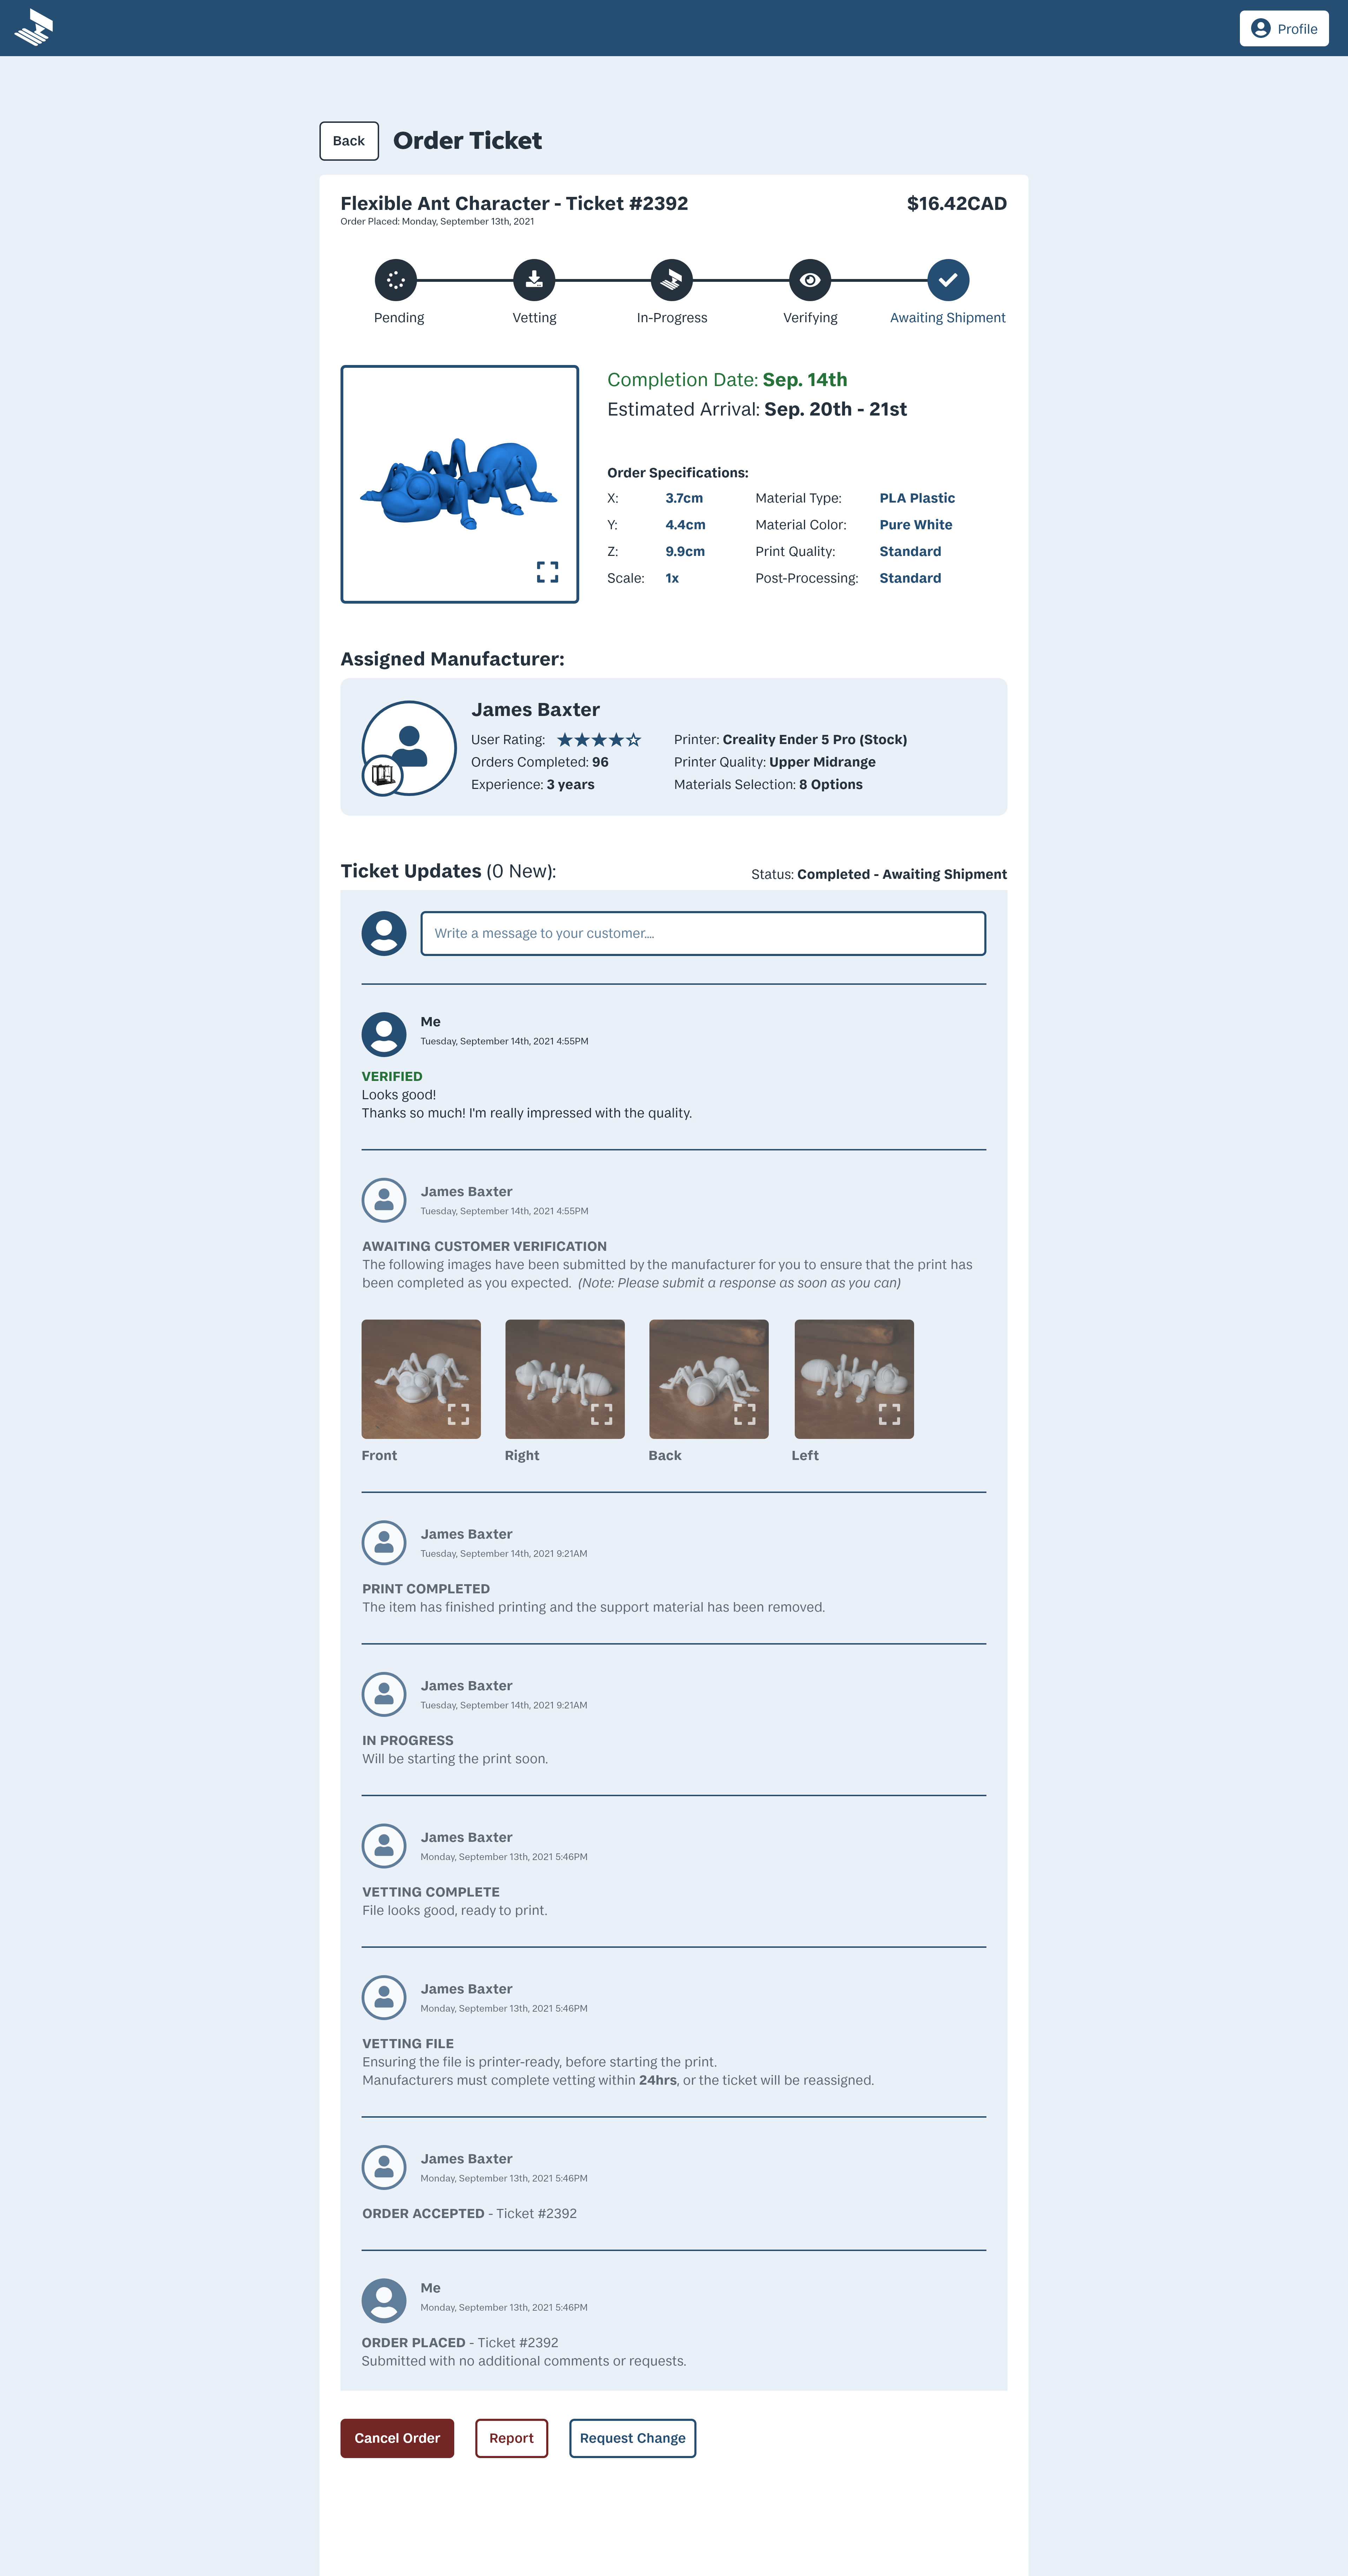 Profile
Back
Order Ticket
Flexible Ant Character - Ticket #2392
$16.42CAD
Order Placed: Monday, September 13th, 2021
Pending
Vetting
In-Progress
Verifying
Awaiting Shipment
Completion Date: Sep. 14th
Estimated Arrival: Sep. 20th - 21st
Order Specifications:
X: 3.7cm Material Type: PLA Plastic
Y: 4.4cm Material Color: Pure White
Z: 9.9cm Print Quality: Standard
Scale: 1x Post-Processing: Standard
Assigned Manufacturer:
James Baxter
User Rating: Printer: Creality Ender 5 Pro (Stock)
Orders Completed: 96 Printer Quality: Upper Midrange
Experience: 3 years Materials Selection: 8 Options
Ticket Updates (0 New):
Status: Completed - Awaiting Shipment
Write a message to your customer....
Me
Tuesday, September 14th, 2021 4:55PM
VERIFIED
Looks good!
Thanks so much! I'm really impressed with the quality.
James Baxter
Tuesday, September 14th, 2021 4:55PM
AWAITING CUSTOMER VERIFICATION
The following images have been submitted by the manufacturer for you to ensure that the print has
been completed as you expected. (Note: Please submit a response as soon as you can)
Front
Right
Back
Left
James Baxter
Tuesday, September 14th, 2021 9:21AM
PRINT COMPLETED
The item has finished printing and the support material has been removed.
James Baxter
Tuesday, September 14th, 2021 9:21AM
IN PROGRESS
Will be starting the print soon.
James Baxter
Monday, September 13th, 2021 5:46PM
VETTING COMPLETE
File looks good, ready to print.
James Baxter
Monday, September 13th, 2021 5:46PM
VETTING FILE
Ensuring the file is printer-ready, before starting the print.
Manufacturers must complete vetting within 24hrs, or the ticket will be reassigned.
James Baxter
Monday, September 13th, 2021 5:46PM
ORDER ACCEPTED - Ticket #2392
Me
Monday, September 13th, 2021 5:46PM
ORDER PLACED - Ticket #2392
Submitted with no additional comments or requests.
Cancel Order
Report
Request Change